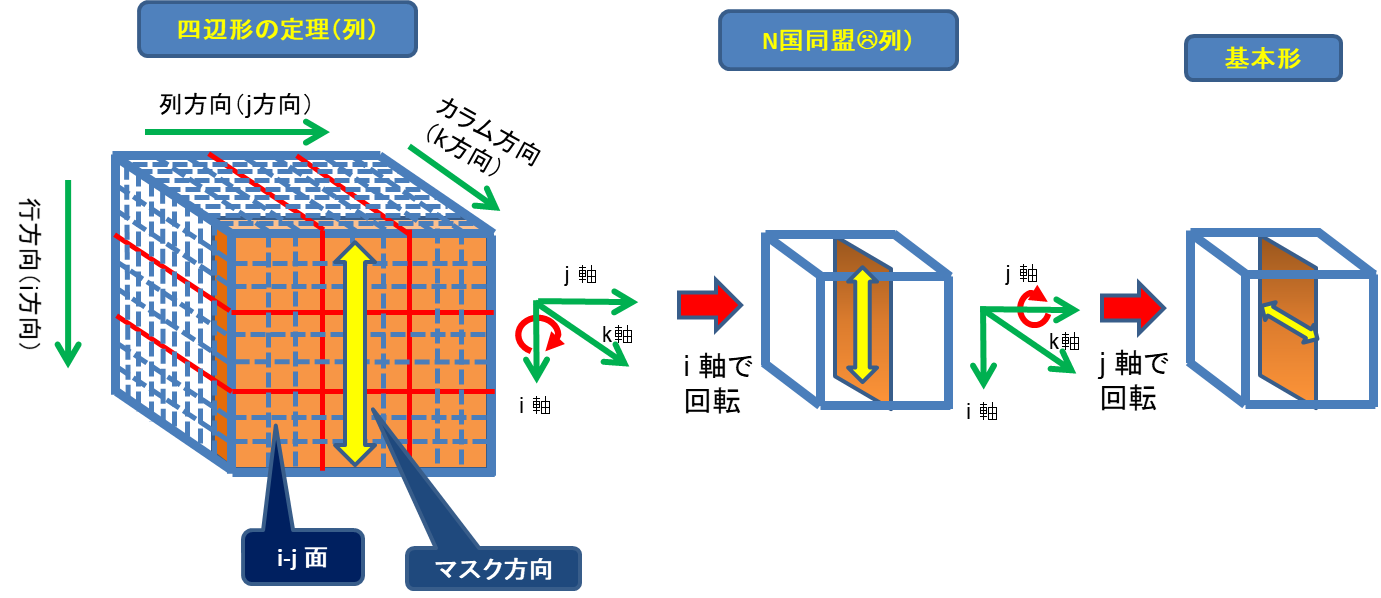 四辺形の定理(列)
N国同盟☹列)
基本形
列方向(j方向)
カラム方向
(k方向)
行方向(i方向)
j 軸
k軸
i 軸
i 軸で
回転
j 軸
k軸
i 軸
j 軸で
回転
i-j 面
マスク方向